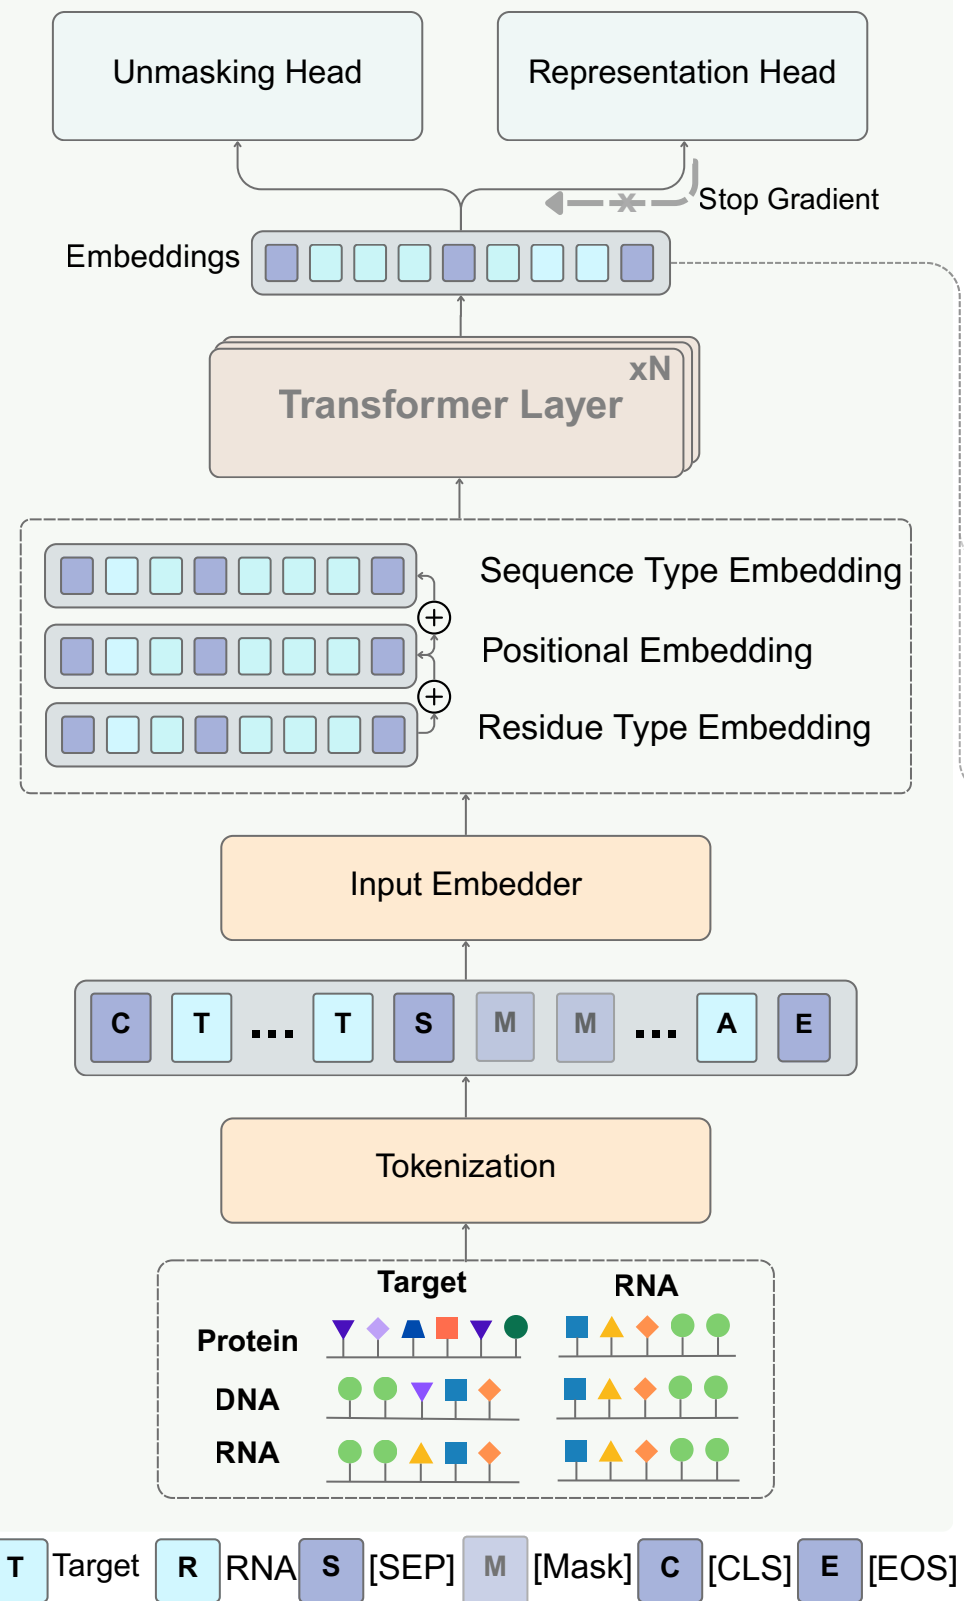 Unmasking Head
Representation Head
Stop Gradient
Embeddings
xN
Transformer Layer
Sequence Type Embedding
Positional Embedding
Residue Type Embedding
Input Embedder
C T ... T S M M ... A E
Tokenization
Target RNA
Protein
DNA
RNA
T Target R RNA S [SEP] M [Mask] C [CLS] E [EOS]